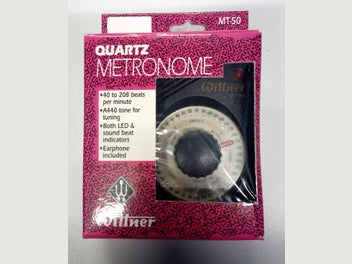 MT-50
QUARTZ
METRONOME
•40 to 208 beats
per minute
•A440 tone for
tuning
•Both LED &
sound beat
indicators
•Earphone
included
Wittner
Wittner